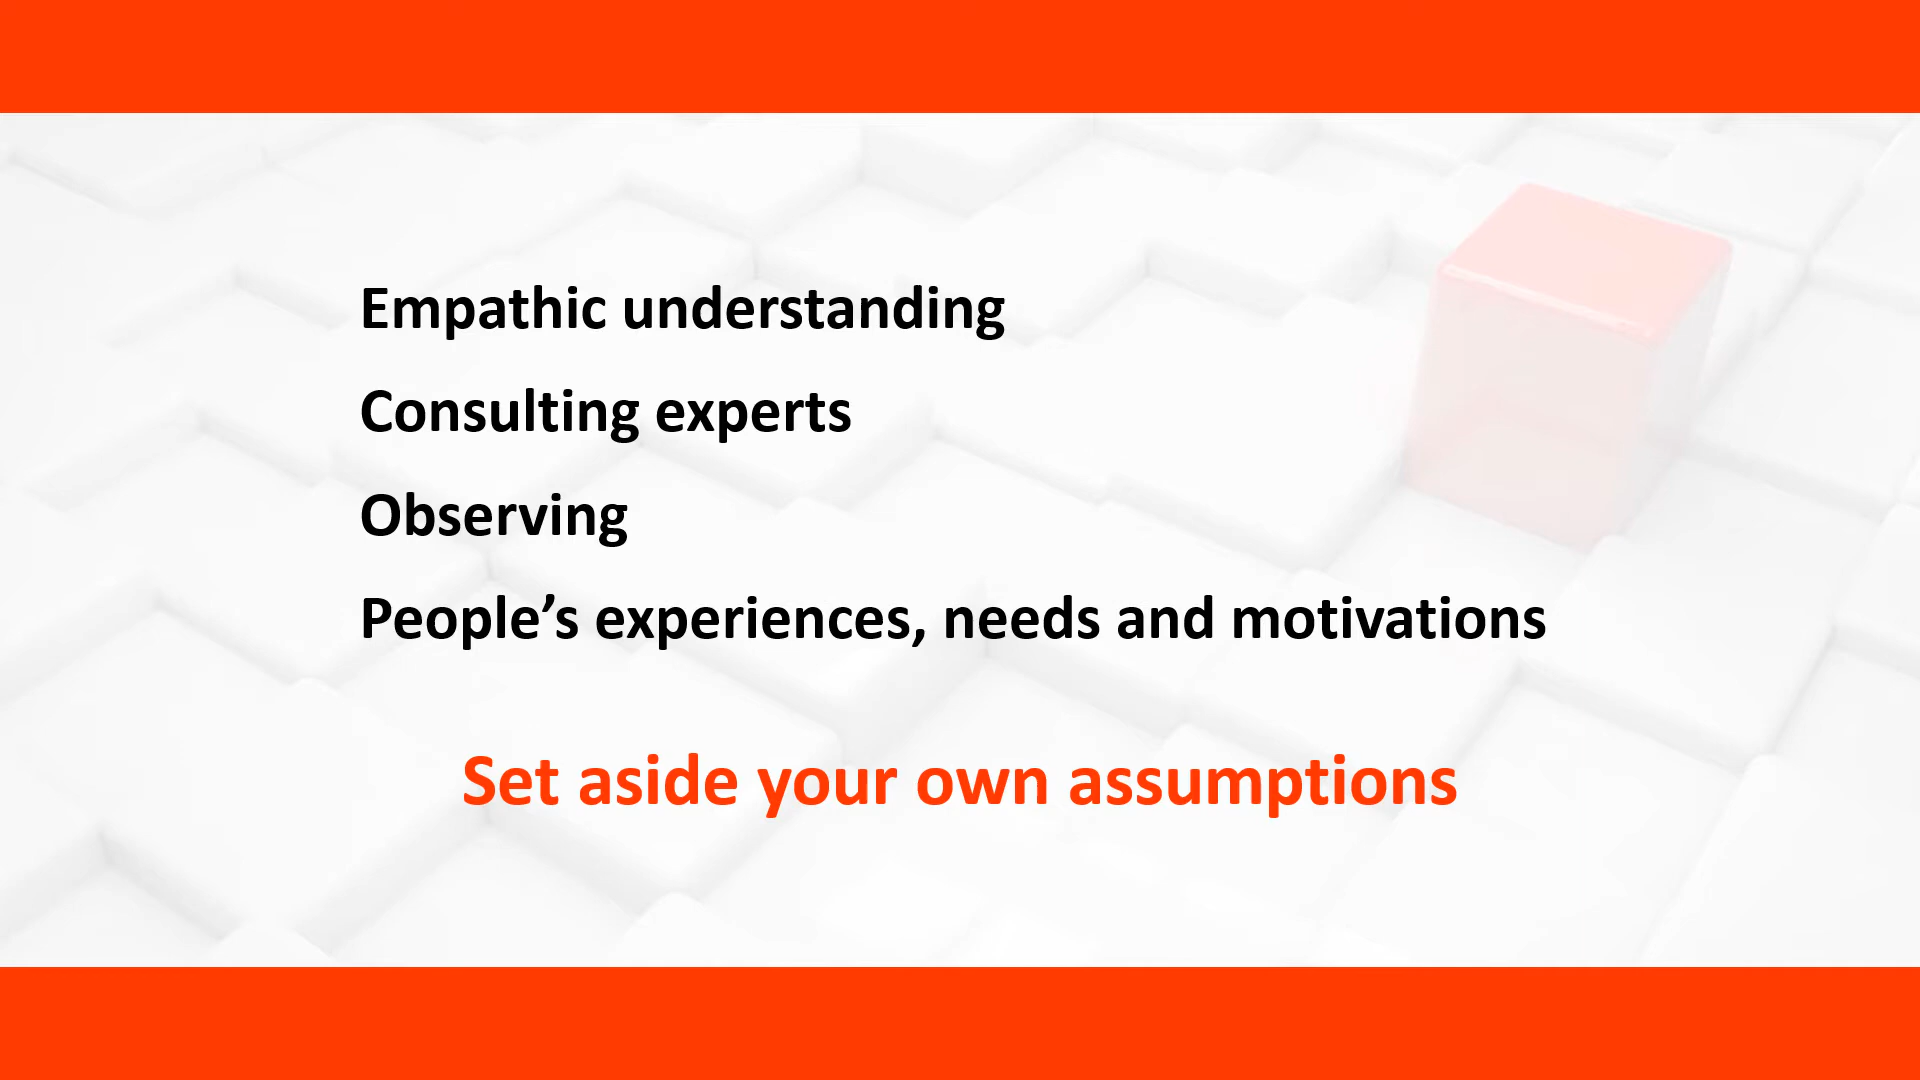 Empathic understanding
Consulting experts
Observing
People’s experiences, needs and motivations
Set aside your own assumptions